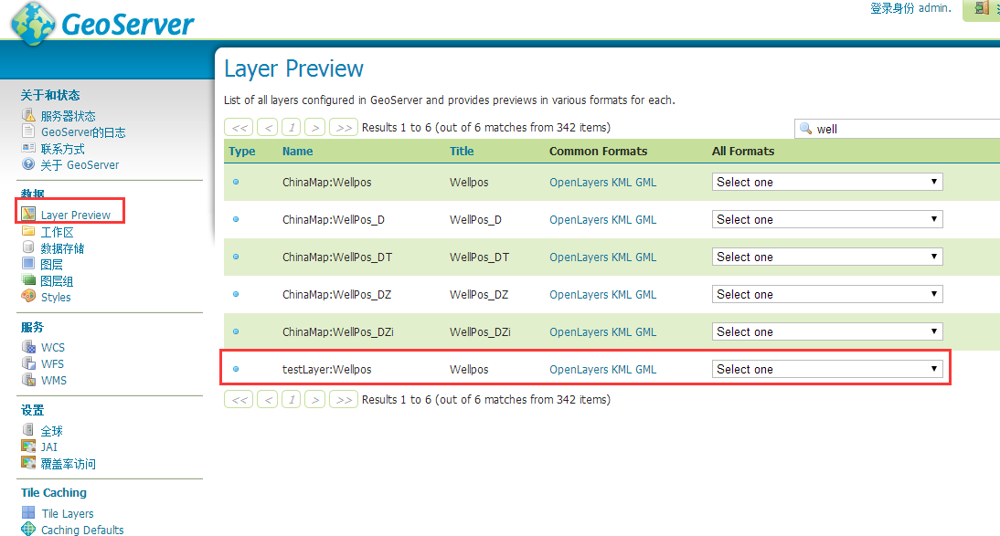 GeoServer
登录身份 admin.
关于和状态
服务器状态
GeoServer的日志
联系方式
关于 GeoServer
数据
Layer Preview
工作区
数据存储
图层
图层组
Styles
服务
WCS
WFS
WMS
设置
全球
JAI
覆盖率访问
Tile Caching
Tile Layers
Caching Defaults
Layer Preview
List of all layers configured in GeoServer and provides previews in various formats for each.
<< < 1 > >> Results 1 to 6 (out of 6 matches from 342 items)
well
Type Name Title Common Formats All Formats
ChinaMap:Wellpos Wellpos OpenLayers KML GML Select one
ChinaMap:WellPos_D WellPos_D OpenLayers KML GML Select one
ChinaMap:WellPos_DT WellPos_DT OpenLayers KML GML Select one
ChinaMap:WellPos_DZ WellPos_DZ OpenLayers KML GML Select one
ChinaMap:WellPos_DZi WellPos_DZi OpenLayers KML GML Select one
testLayer:Wellpos Wellpos OpenLayers KML GML Select one
<< < 1 > >> Results 1 to 6 (out of 6 matches from 342 items)